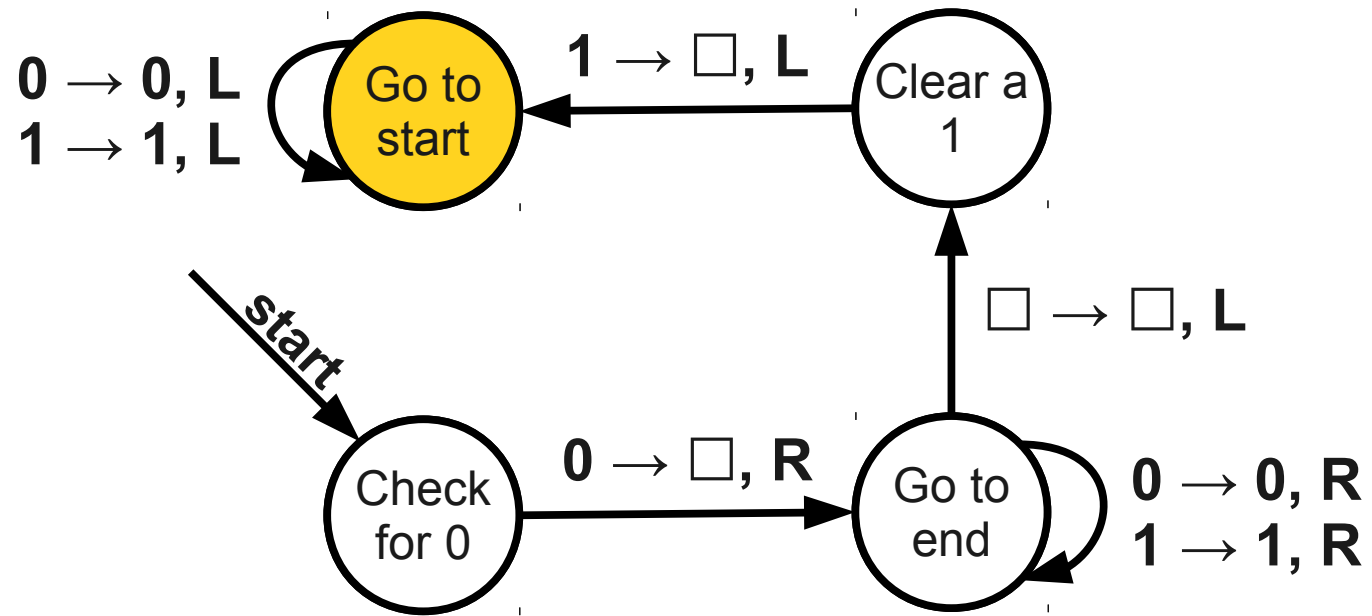 0 → 0, L
1 → 1, L
Go to
start
1 → □, L
Clear a
1
start
□ → □, L
Check
for 0
0 → □, R
Go to
end
0 → 0, R
1 → 1, R